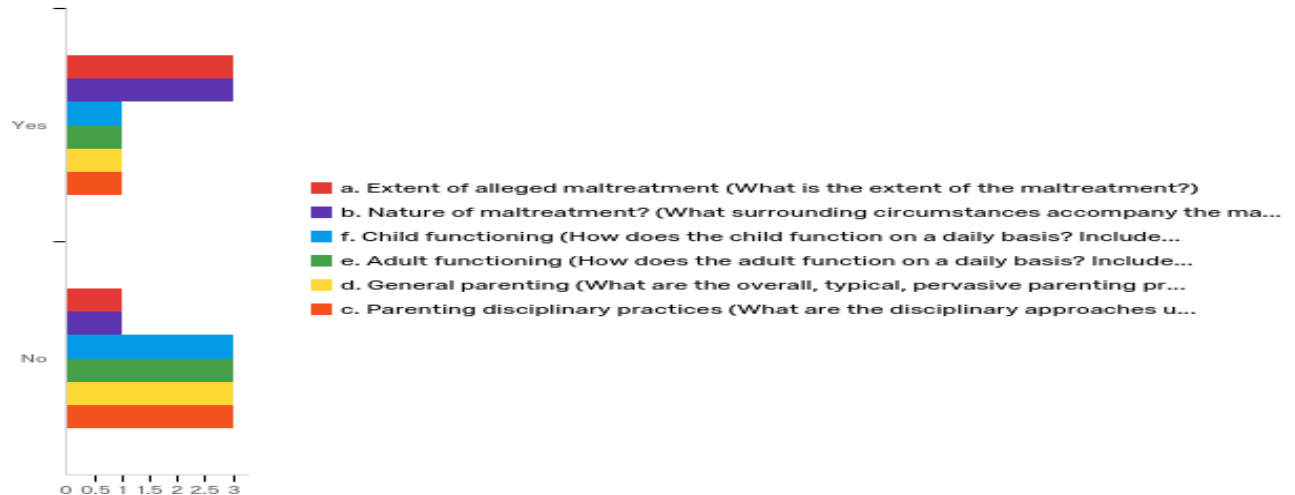 Yes
a. Extent of alleged maltreatment (What is the extent of the maltreatment?)
b. Nature of maltreatment? (What surrounding circumstances accompany the ma...
f. Child functioning (How does the child function on a daily basis? Include...
e. Adult functioning (How does the adult function on a daily basis? Include...
d. General parenting (What are the overall, typical, pervasive parenting pr...
c. Parenting disciplinary practices (What are the disciplinary approaches u...
No
0 0.5 1 1.5 2 2.5 3